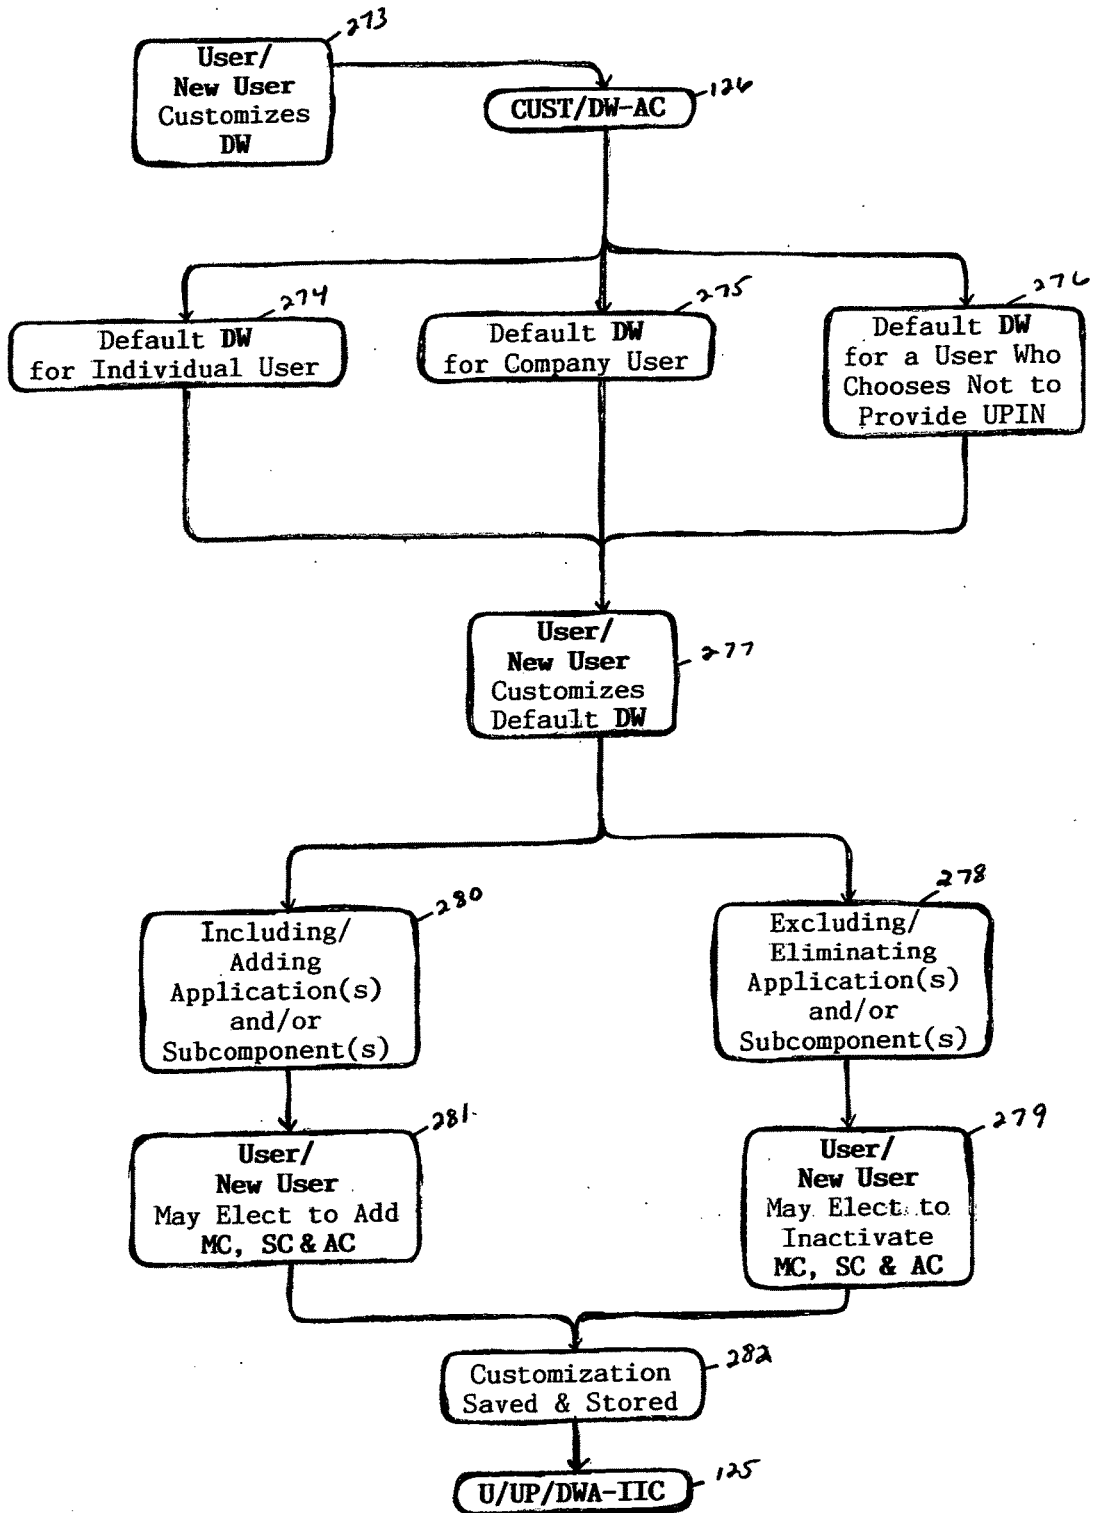 273
User/
New User
Customizes
DW
126
CUST/DW-AC
274
Default DW
for Individual User
275
Default DW
for Company User
276
Default DW
for a User Who
Chooses Not to
Provide UPIN
277
User/
New User
Customizes
Default DW
280
Including/
Adding
Application(s)
and/or
Subcomponent(s)
278
Excluding/
Eliminating
Application(s)
and/or
Subcomponent(s)
281
User/
New User
May Elect to Add
MC, SC & AC
279
User/
New User
May Elect to
Inactivate
MC, SC & AC
282
Customization
Saved & Stored
125
U/UP/DWA-IIC